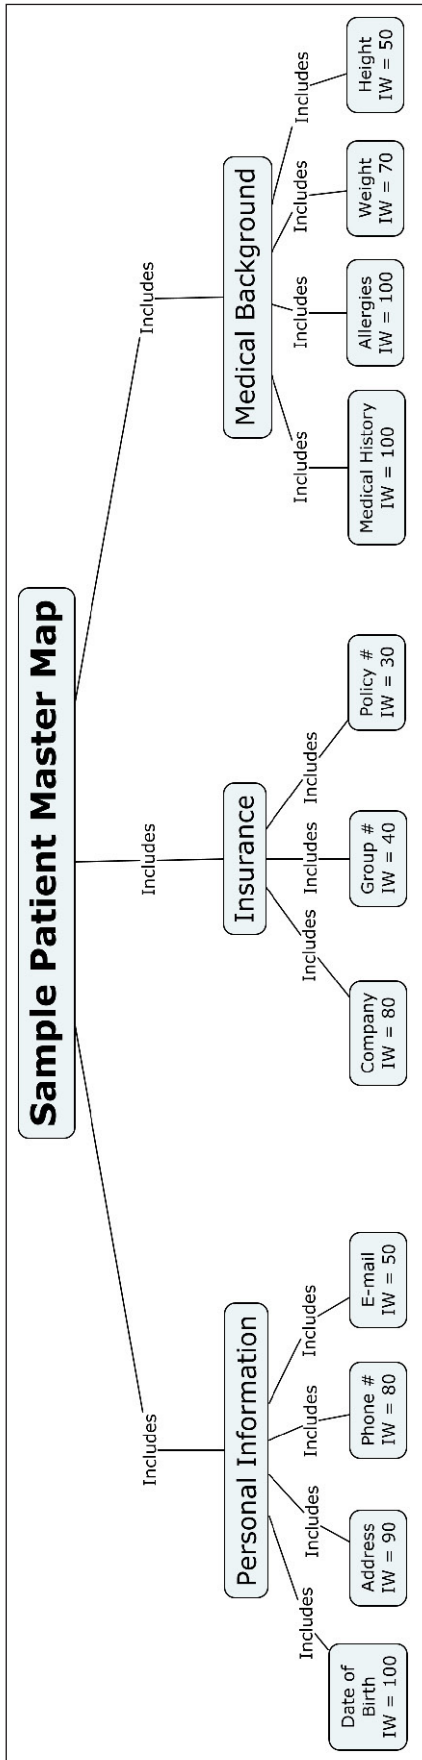 Sample Patient Master Map
Includes
Includes
Includes
Personal Information
Insurance
Medical Background
Includes
Includes
Includes
Includes
Includes
Includes
Includes
Includes
Includes
Includes
Includes
Date of
Birth
IW = 100
Address
IW = 90
Phone #
IW = 80
E-mail
IW = 50
Company
IW = 80
Group #
IW = 40
Policy #
IW = 30
Medical History
IW = 100
Allergies
IW = 100
Weight
IW = 70
Height
IW = 50